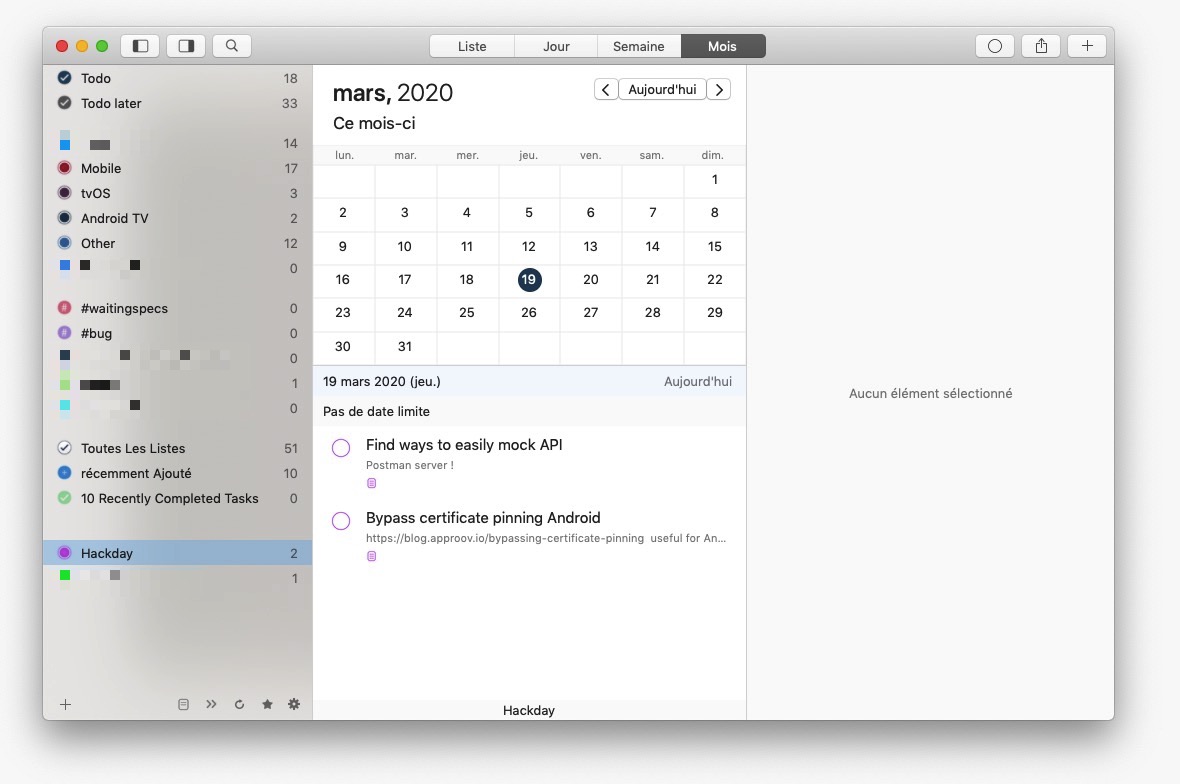 Liste Jour Semaine Mois
Todo 18
Todo later 33
14
Mobile 17
tvOS 3
Android TV 2
Other 12
0
#waitingspecs 0
#bug 0
0
1
0
Toutes Les Listes 51
récemment Ajouté 10
10 Recently Completed Tasks 0
Hackday 2
1
mars, 2020
Aujourd'hui
Ce mois-ci
lun. mar. mer. jeu. ven. sam. dim.
1
2 3 4 5 6 7 8
9 10 11 12 13 14 15
16 17 18 19 20 21 22
23 24 25 26 27 28 29
30 31
19 mars 2020 (jeu.) Aujourd'hui
Pas de date limite
Find ways to easily mock API
Postman server !
Bypass certificate pinning Android
https://blog.approov.io/bypassing-certificate-pinning useful for An...
Hackday
Aucun élément sélectionné